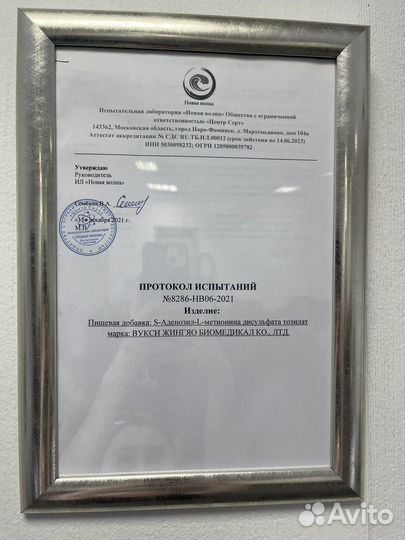 Новая волна
Испытательная лаборатория «Новая волна» Общества с ограниченной
ответственностью «Центр Серт»
143362, Московская область, город Наро-Фоминск, д. Мартемьяново, дом 104а
Аттестат аккредитации № СДС RU.ТБ.ИЛ.00012 (срок действия по 14.06.2023)
ИНН 5030098232; ОГРН 1205000039782
Утверждаю
Руководитель
ИЛ «Новая волна»
Семёнов В.А.
декабря 2021 г.
М.П.
ПРОТОКОЛ ИСПЫТАНИЙ
№8286-НВ06-2021
Изделие:
Пищевая добавка: S-Аденозил-L-метионина дисульфата тозилат
марка: ВУКСИ ЖИНГЯО БИОМЕДИКАЛ КО., ЛТД.
Avito